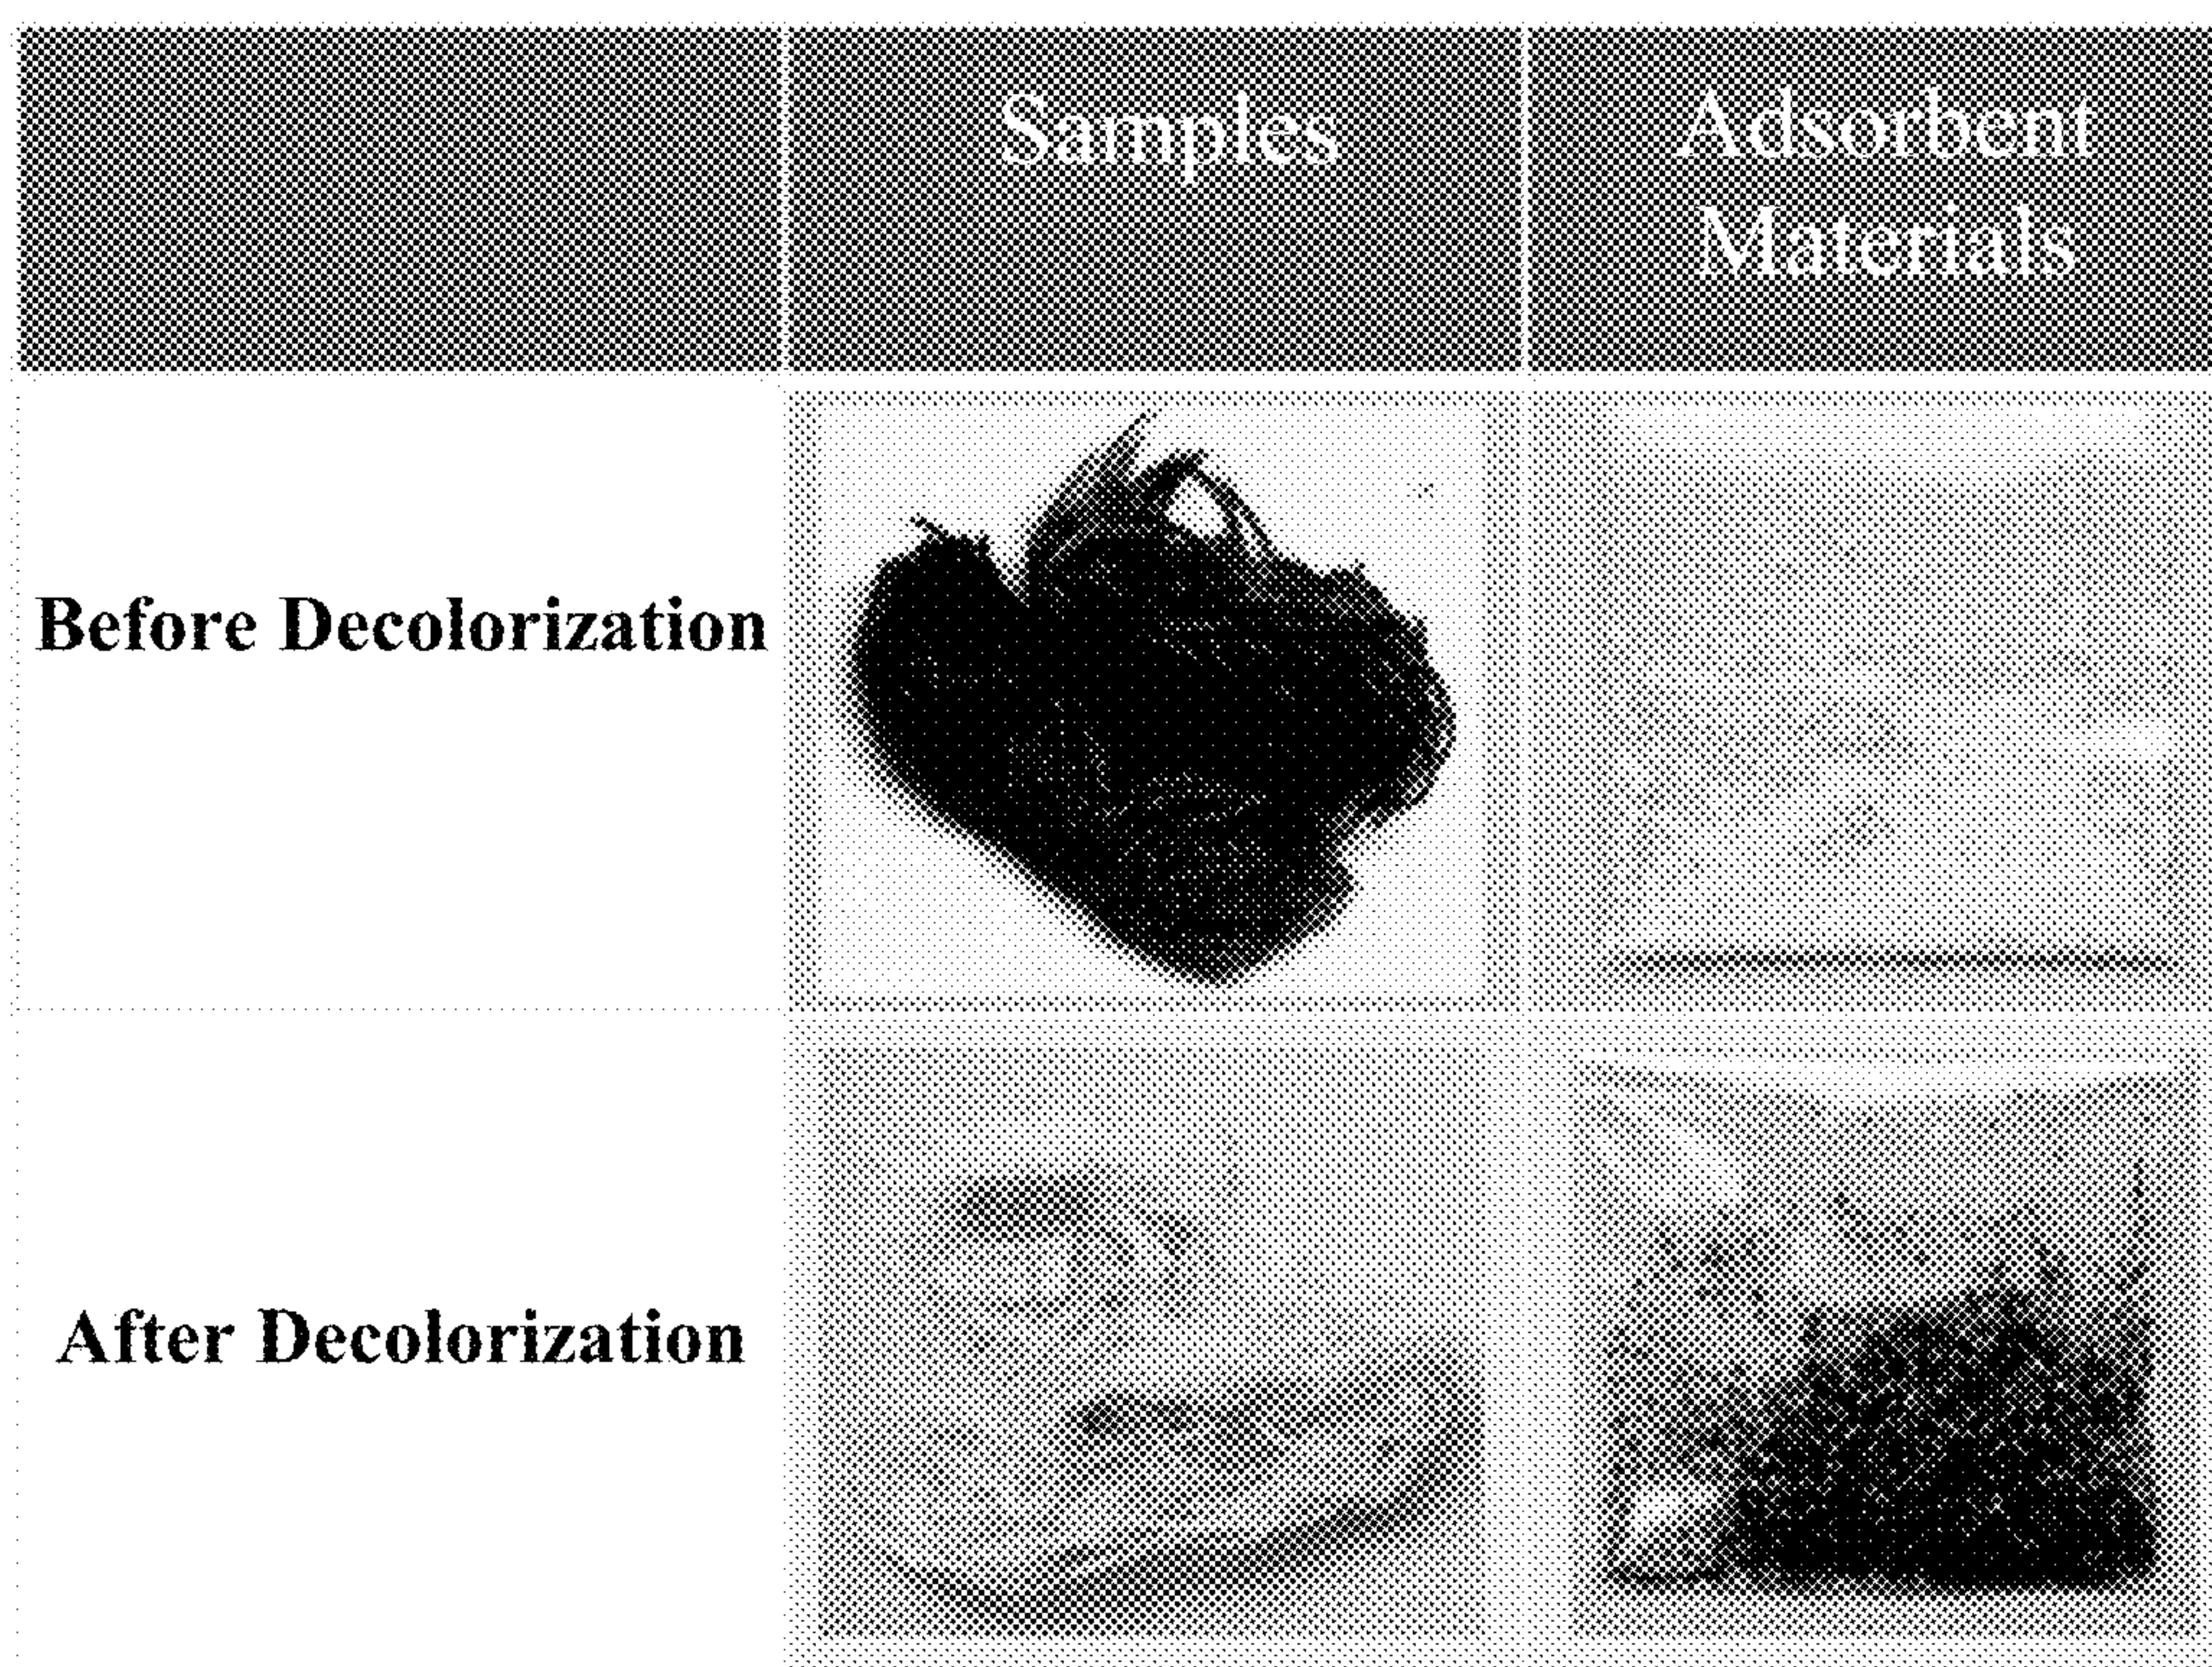 Samples
Adsorbent
Materials
Before Decolorization
After Decolorization